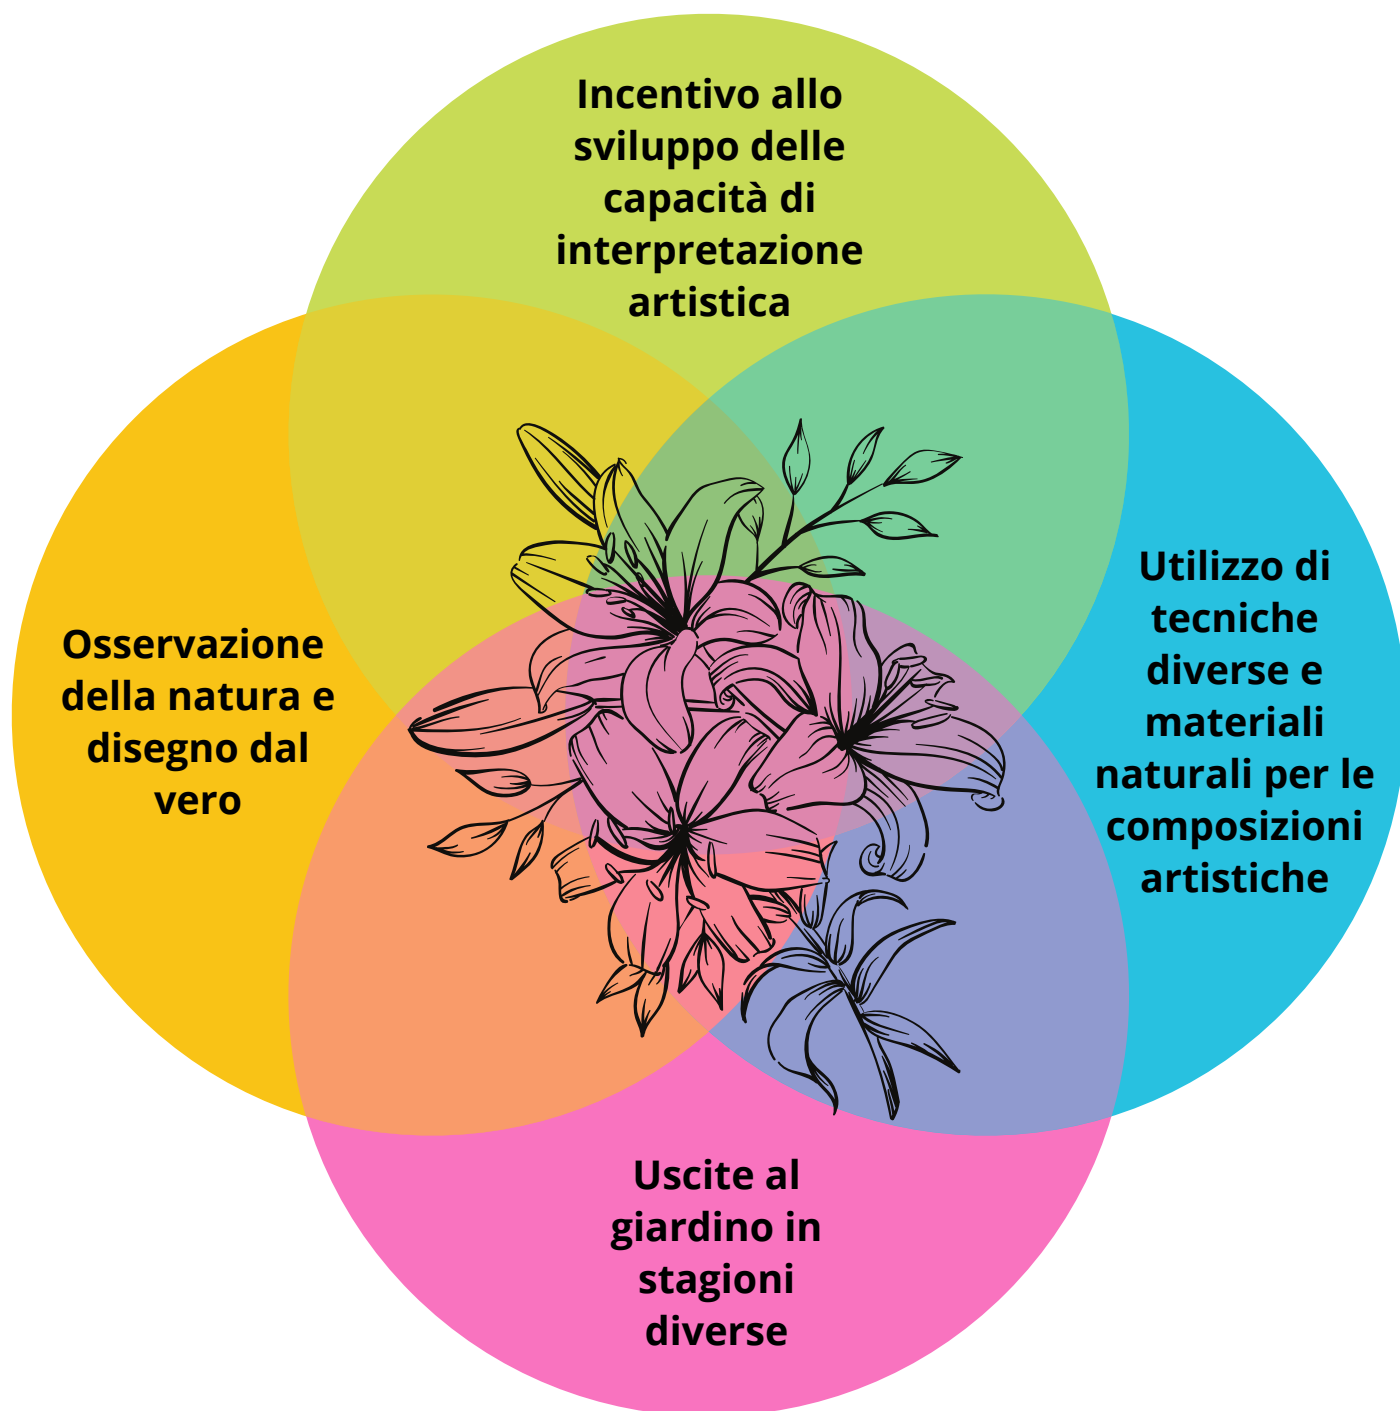 Incentivo allo
sviluppo delle
capacità di
interpretazione
artistica
Osservazione
della natura e
disegno dal
vero
Utilizzo di
tecniche
diverse e
materiali
naturali per le
composizioni
artistiche
Uscite al
giardino in
stagioni
diverse